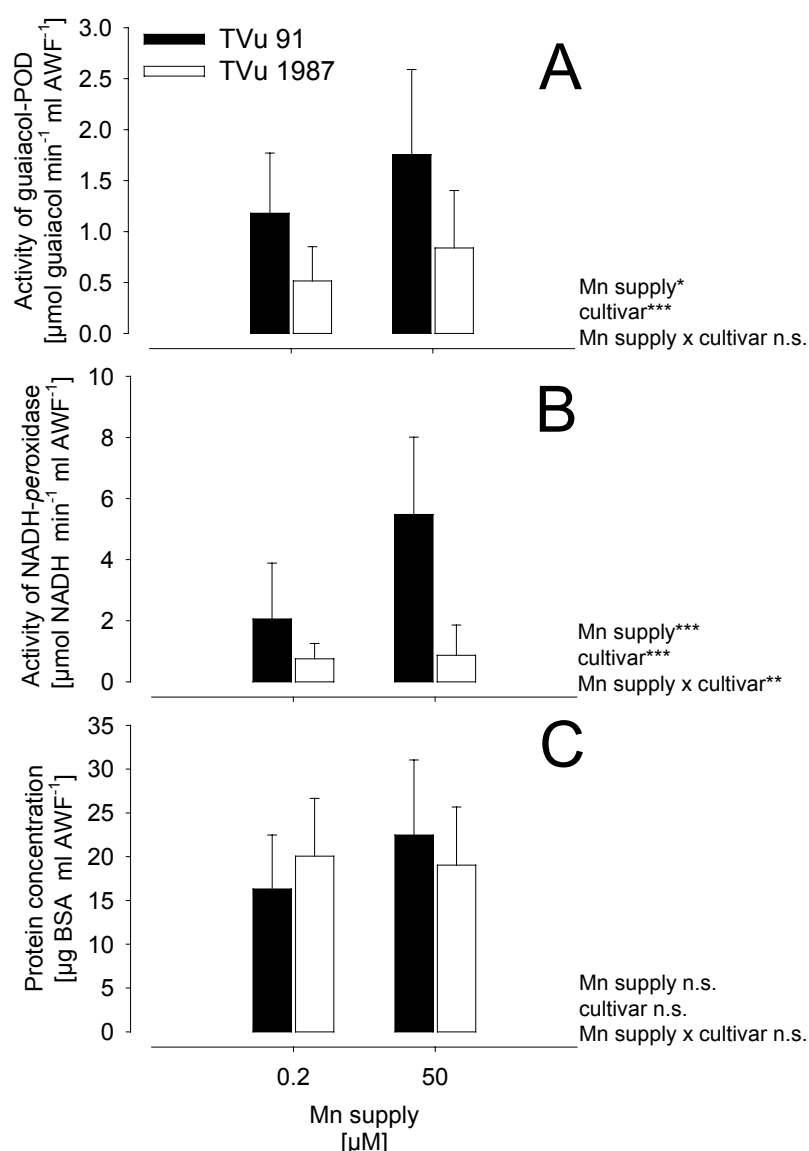 TVu 91
TVu 1987
A
Activity of guaiacol-POD
[µmol guaiacol min⁻¹ ml AWF⁻¹]
3.0
2.5
2.0
1.5
1.0
0.5
0.0
Mn supply*
cultivar***
Mn supply x cultivar n.s.
B
Activity of NADH-peroxidase
[µmol NADH min⁻¹ ml AWF⁻¹]
10
8
6
4
2
0
Mn supply***
cultivar***
Mn supply x cultivar**
C
Protein concentration
[µg BSA ml AWF⁻¹]
35
30
25
20
15
10
5
0
Mn supply n.s.
cultivar n.s.
Mn supply x cultivar n.s.
0.2 50
Mn supply
[µM]